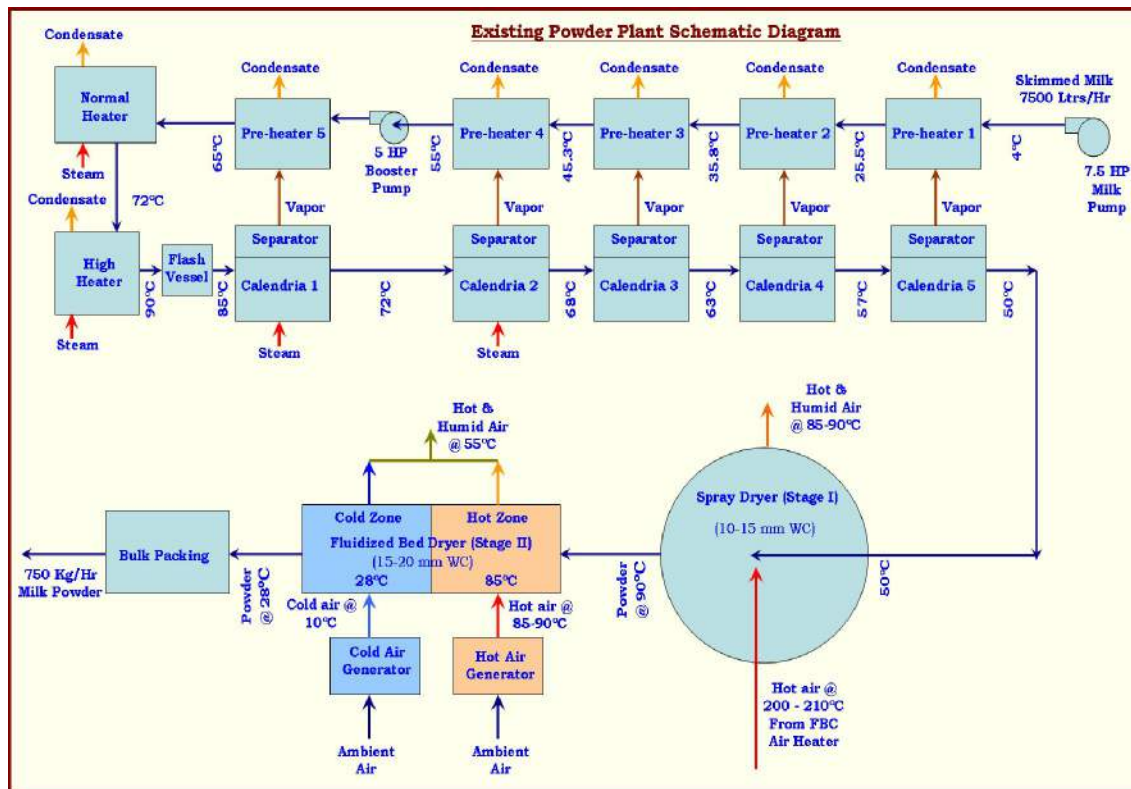 Existing Powder Plant Schematic Diagram
Condensate
Normal
Heater
Steam
Condensate
72°C
High
Heater
Steam
90°C
Flash
Vessel
85°C
65°C
Condensate
Pre-heater 5
Vapor
Separator
Calendria 1
Steam
72°C
5 HP
Booster
Pump
55°C
Condensate
Pre-heater 4
Vapor
Separator
Calendria 2
Steam
45.3°C
68°C
Condensate
Pre-heater 3
Vapor
Separator
Calendria 3
35.8°C
63°C
Condensate
Pre-heater 2
Vapor
Separator
Calendria 4
25.5°C
57°C
Condensate
Pre-heater 1
Vapor
Separator
Calendria 5
50°C
4°C
Skimmed Milk
7500 Ltrs/Hr
7.5 HP
Milk
Pump
Hot &
Humid Air
@ 85-90°C
Spray Dryer (Stage I)
(10-15 mm WC)
50°C
Hot air @
200 - 210°C
From FBC
Air Heater
Powder
@ 90°C
Hot &
Humid Air
@ 55°C
Cold Zone
Hot Zone
Fluidized Bed Dryer (Stage II)
(15-20 mm WC)
28°C
85°C
Cold air @
10°C
Hot air @
85-90°C
Cold Air
Generator
Hot Air
Generator
Ambient
Air
Ambient
Air
Powder
@ 28°C
Bulk Packing
750 Kg/Hr
Milk Powder